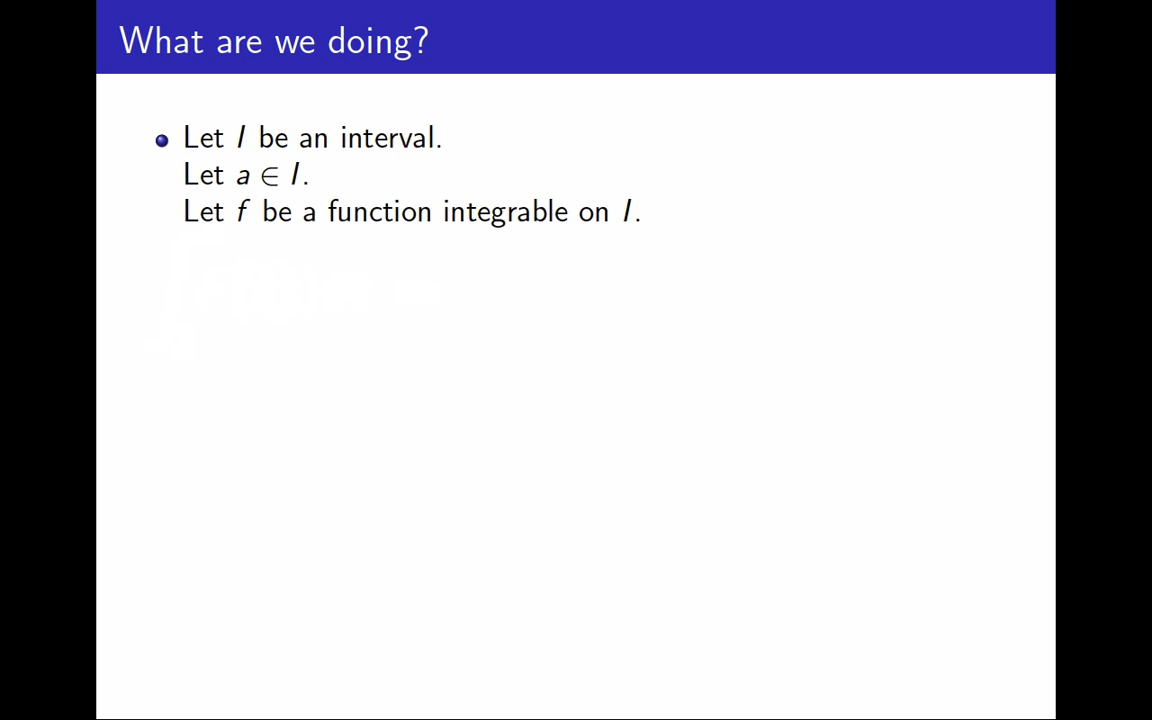 What are we doing?
Let I be an interval.
Let a ∈ I.
Let f be a function integrable on I.